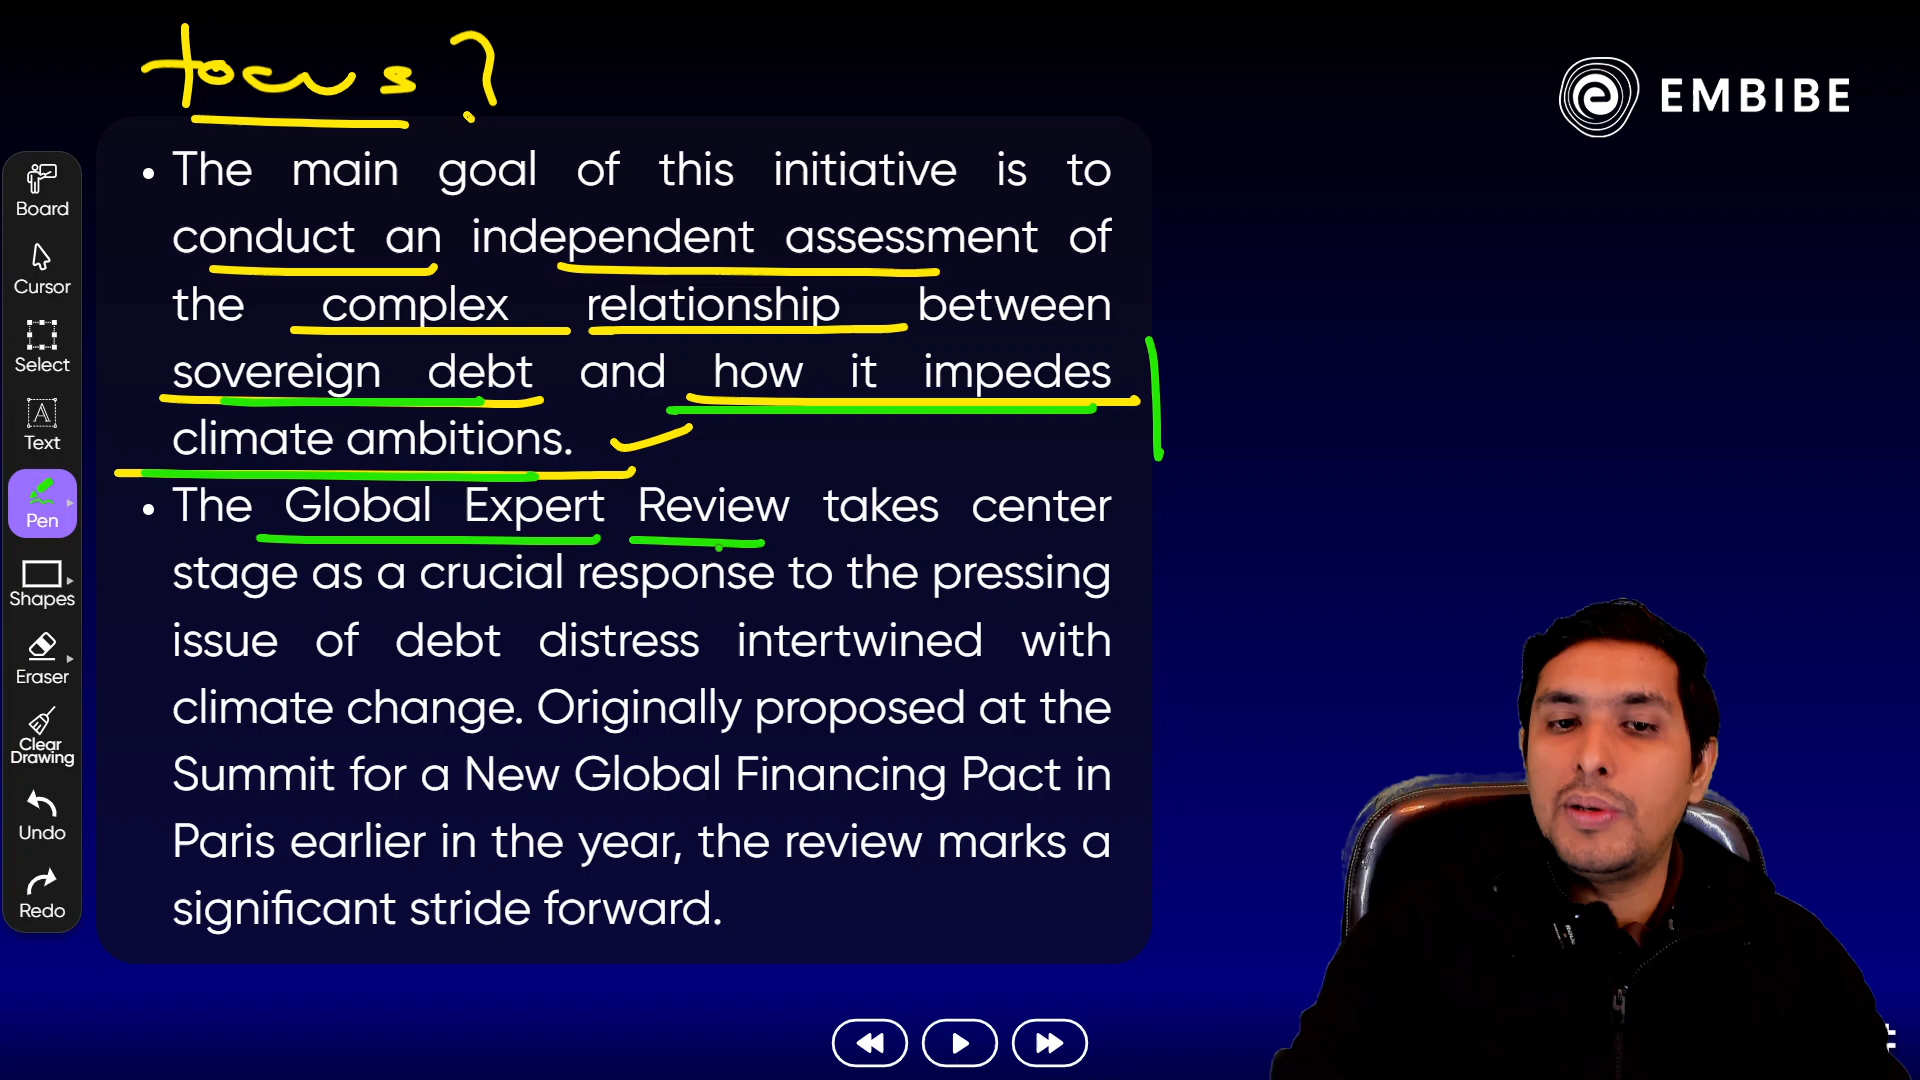 focus?
EMBIBE
• The main goal of this initiative is to
conduct an independent assessment of
the complex relationship between
sovereign debt and how it impedes
climate ambitions.
• The Global Expert Review takes center
stage as a crucial response to the pressing
issue of debt distress intertwined with
climate change. Originally proposed at the
Summit for a New Global Financing Pact in
Paris earlier in the year, the review marks a
significant stride forward.
Board
Cursor
Select
Text
Pen
Shapes
Eraser
Clear
Drawing
Undo
Redo